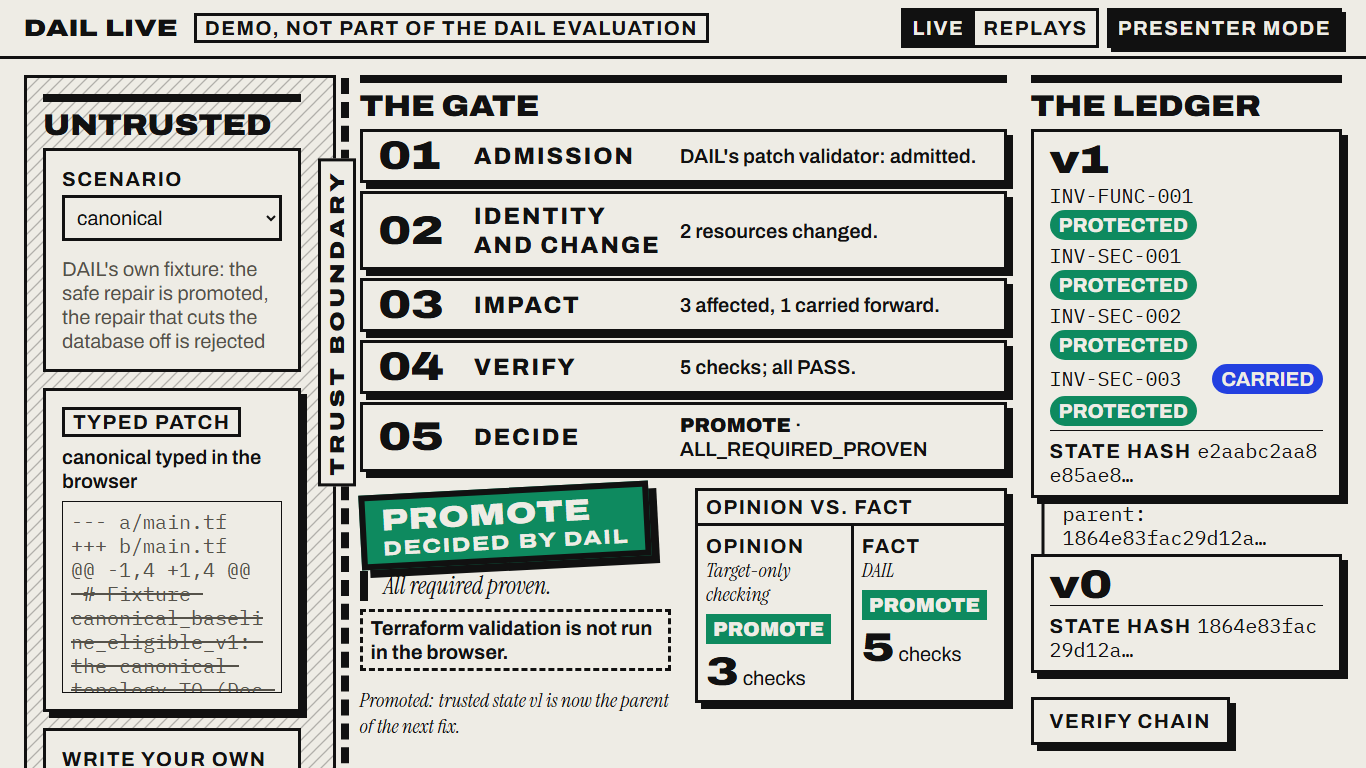 DAIL LIVE
DEMO, NOT PART OF THE DAIL EVALUATION
LIVE
REPLAYS
PRESENTER MODE
UNTRUSTED
SCENARIO
canonical
DAIL's own fixture: the
safe repair is promoted,
the repair that cuts the
database off is rejected
TYPED PATCH
canonical typed in the
browser
--- a/main.tf
+++ b/main.tf
@@ -1,4 +1,4 @@
- # Fixture
canonical_baseli
ne_eligible_v1:
the canonical
topology T0 (Doc
WRITE YOUR OWN
TRUST BOUNDARY
THE GATE
01 ADMISSION DAIL's patch validator: admitted.
02 IDENTITY
AND CHANGE 2 resources changed.
03 IMPACT 3 affected, 1 carried forward.
04 VERIFY 5 checks; all PASS.
05 DECIDE PROMOTE ·
ALL_REQUIRED_PROVEN
PROMOTE
DECIDED BY DAIL
All required proven.
Terraform validation is not run
in the browser.
Promoted: trusted state v1 is now the parent
of the next fix.
OPINION VS. FACT
OPINION
Target-only
checking
PROMOTE
3 checks
FACT
DAIL
PROMOTE
5 checks
THE LEDGER
v1
INV-FUNC-001
PROTECTED
INV-SEC-001
PROTECTED
INV-SEC-002
PROTECTED
INV-SEC-003 CARRIED
PROTECTED
STATE HASH e2aabc2aa8
e85ae8…
parent:
1864e83fac29d12a…
v0
STATE HASH 1864e83fac
29d12a…
VERIFY CHAIN